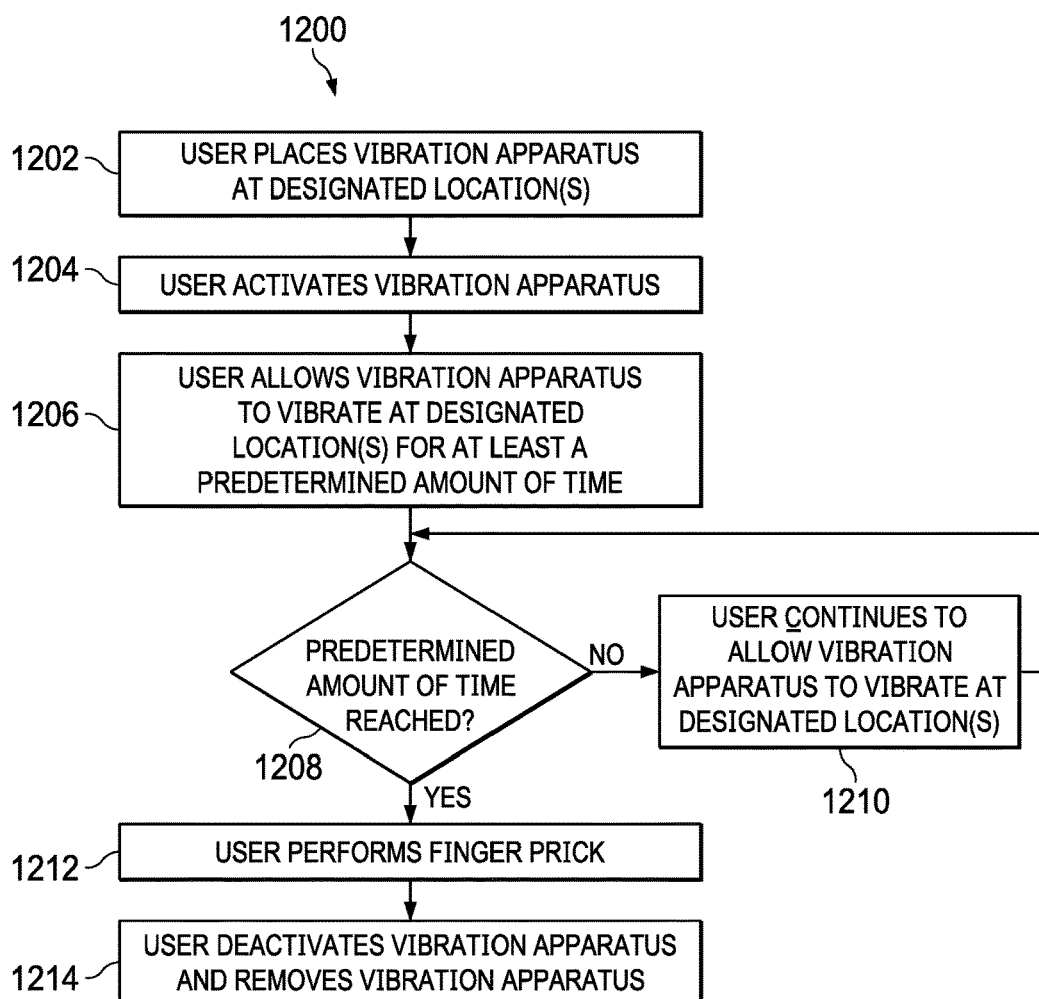 1200
1202
USER PLACES VIBRATION APPARATUS
AT DESIGNATED LOCATION(S)
1204
USER ACTIVATES VIBRATION APPARATUS
1206
USER ALLOWS VIBRATION APPARATUS
TO VIBRATE AT DESIGNATED
LOCATION(S) FOR AT LEAST A
PREDETERMINED AMOUNT OF TIME
PREDETERMINED
AMOUNT OF TIME
REACHED?
1208
NO
USER CONTINUES TO
ALLOW VIBRATION
APPARATUS TO VIBRATE AT
DESIGNATED LOCATION(S)
1210
YES
1212
USER PERFORMS FINGER PRICK
1214
USER DEACTIVATES VIBRATION APPARATUS
AND REMOVES VIBRATION APPARATUS